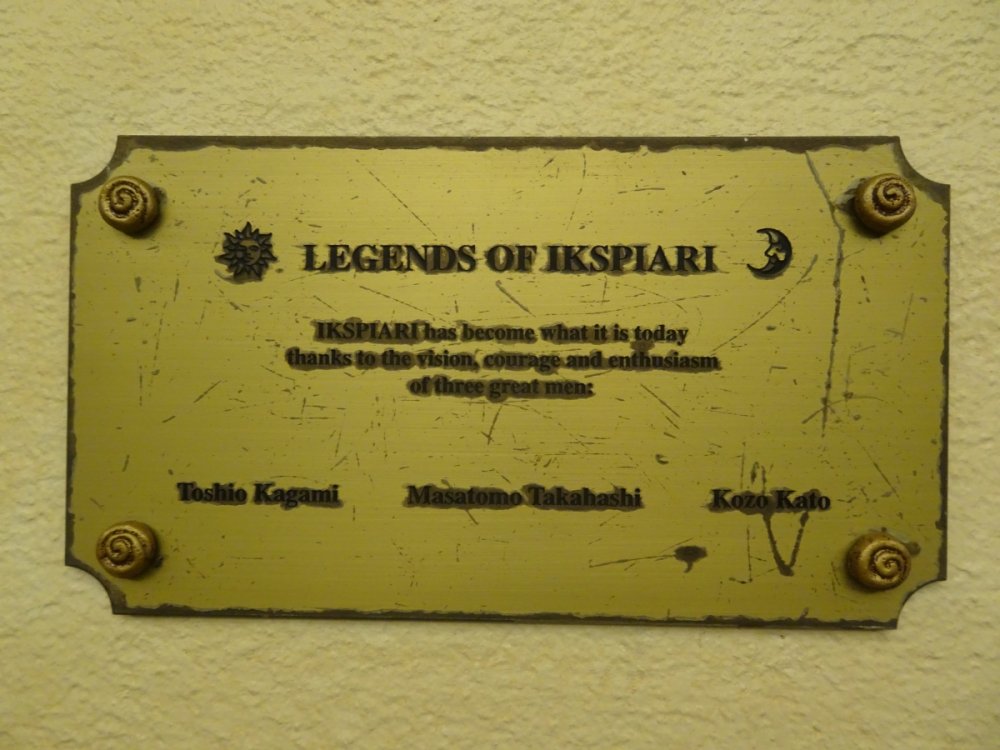 LEGENDS OF IKSPIARI
IKSPIARI has become what it is today
thanks to the vision, courage and enthusiasm
of three great men:
Toshio Kagami Masatomo Takahashi Kozo Kato